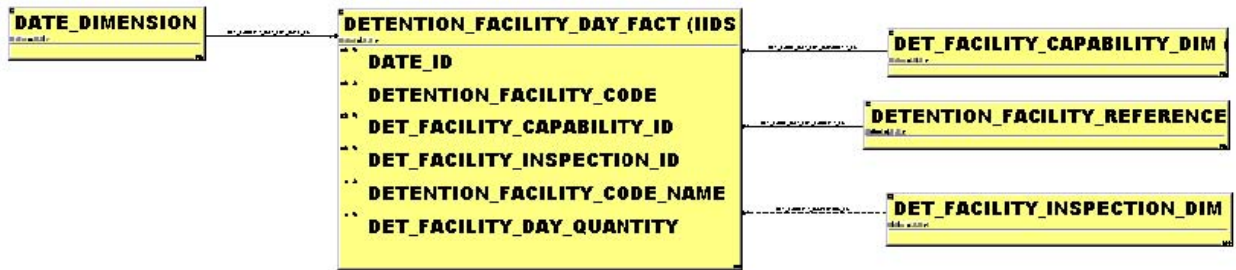 DATE_DIMENSION
DETENTION_FACILITY_DAY_FACT (IIDS
DATE_ID
DETENTION_FACILITY_CODE
DET_FACILITY_CAPABILITY_ID
DET_FACILITY_INSPECTION_ID
DETENTION_FACILITY_CODE_NAME
DET_FACILITY_DAY_QUANTITY
DET_FACILITY_CAPABILITY_DIM (
DETENTION_FACILITY_REFERENCE
DET_FACILITY_INSPECTION_DIM